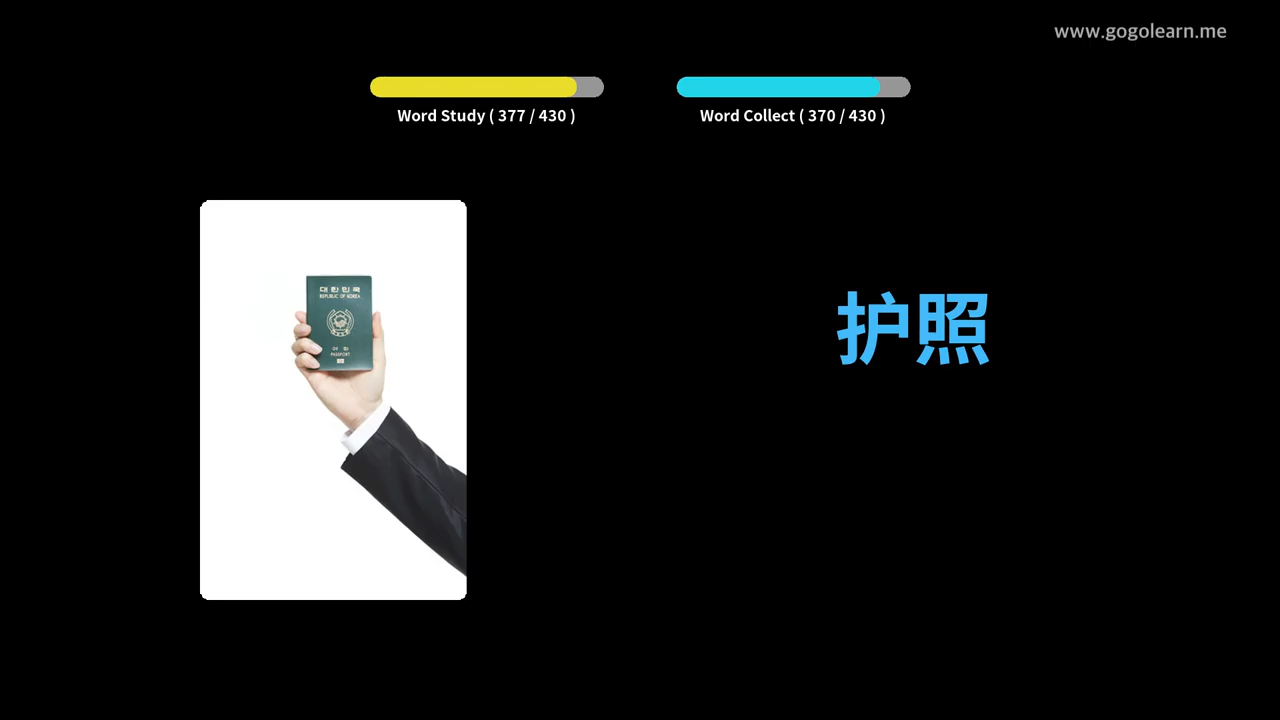 www.gogolearn.me
Word Study ( 377 / 430 )
Word Collect ( 370 / 430 )
대한민국
REPUBLIC OF KOREA
护照
여권
PASSPORT